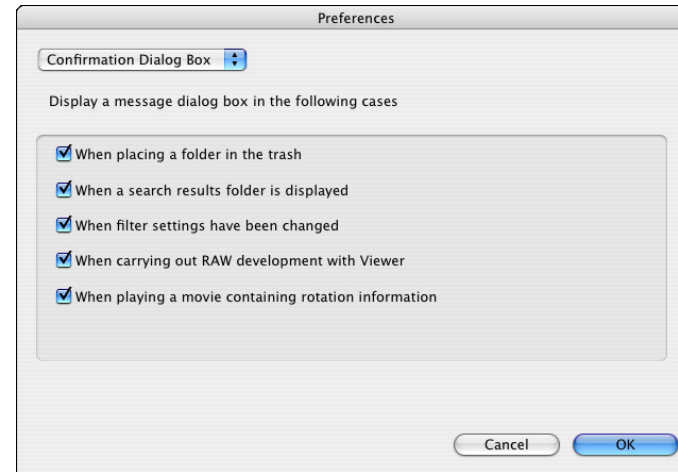 Preferences
Confirmation Dialog Box
Display a message dialog box in the following cases
When placing a folder in the trash
When a search results folder is displayed
When filter settings have been changed
When carrying out RAW development with Viewer
When playing a movie containing rotation information
Cancel OK